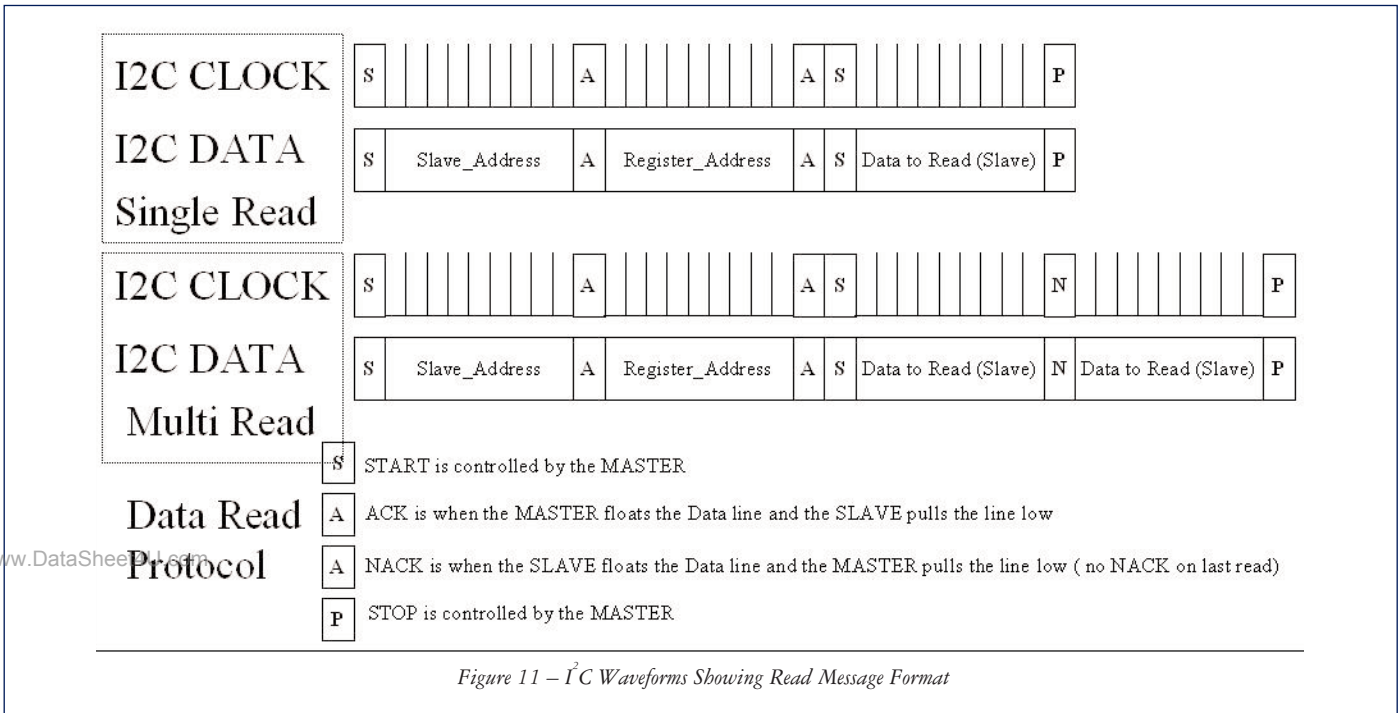 I2C CLOCK S A A S P
I2C DATA S Slave_Address A Register_Address A S Data to Read (Slave) P
Single Read
I2C CLOCK S A A S N P
I2C DATA S Slave_Address A Register_Address A S Data to Read (Slave) N Data to Read (Slave) P
Multi Read
S START is controlled by the MASTER
Data Read A ACK is when the MASTER floats the Data line and the SLAVE pulls the line low
www.DataSheet4U.com
Protocol A NACK is when the SLAVE floats the Data line and the MASTER pulls the line low ( no NACK on last read)
P STOP is controlled by the MASTER
Figure 11 – I²C Waveforms Showing Read Message Format